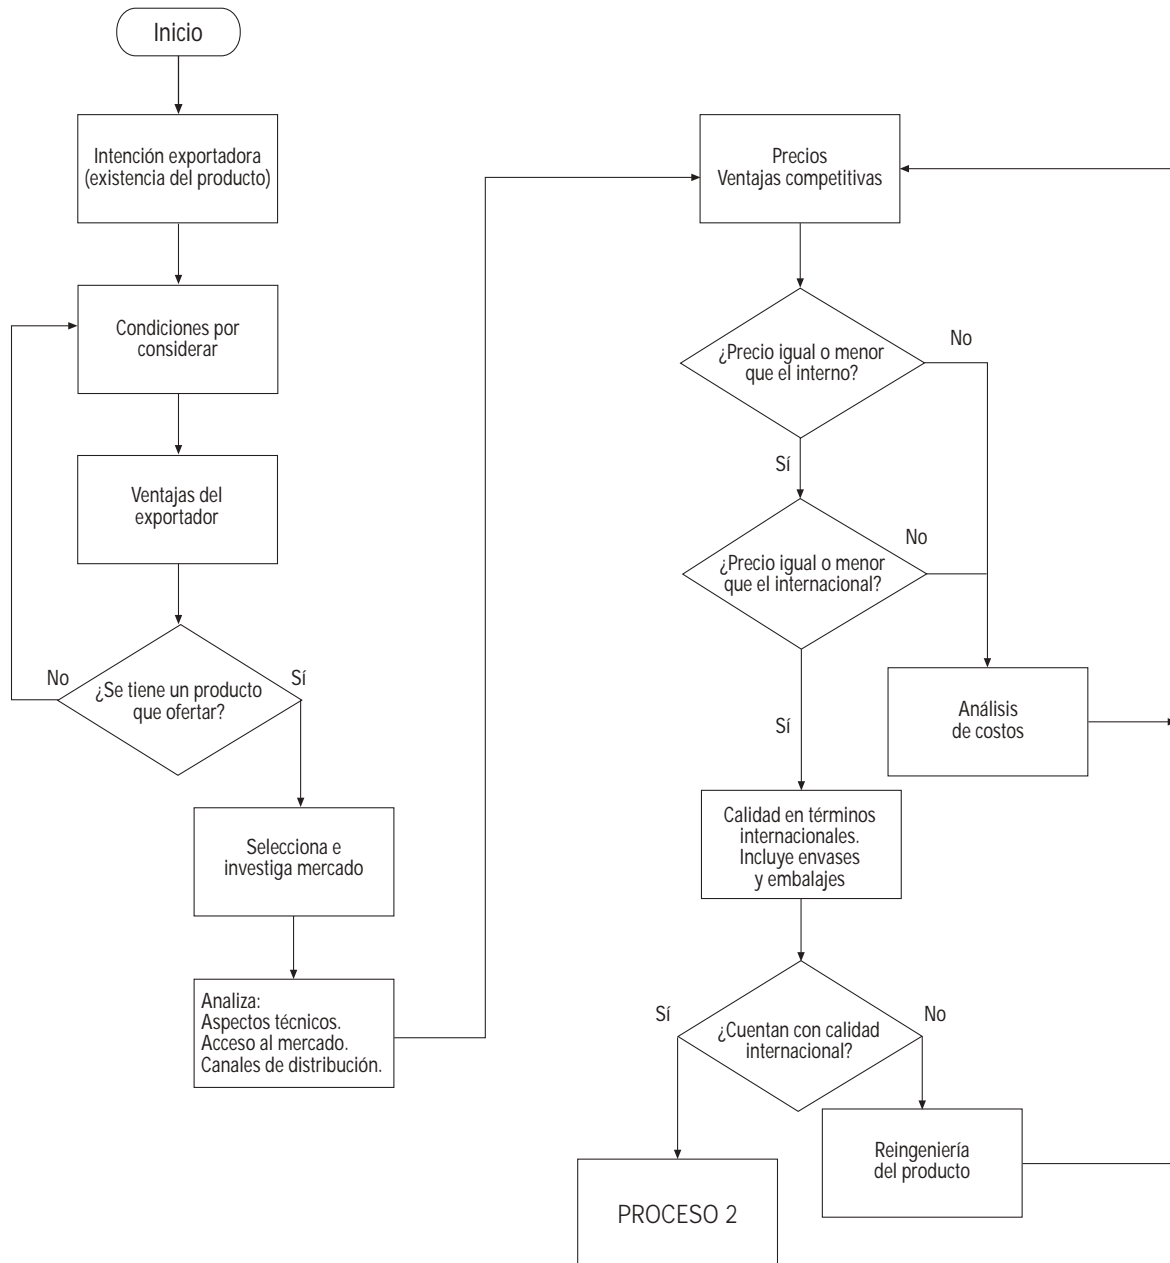 Inicio
Intención exportadora
(existencia del producto)
Condiciones por
considerar
Ventajas del
exportador
No
Sí
¿Se tiene un producto
que ofertar?
Selecciona e
investiga mercado
Analiza:
Aspectos técnicos.
Acceso al mercado.
Canales de distribución.
Precios
Ventajas competitivas
¿Precio igual o menor
que el interno?
No
Sí
¿Precio igual o menor
que el internacional?
No
Sí
Análisis
de costos
Calidad en términos
internacionales.
Incluye envases
y embalajes
Sí
¿Cuentan con calidad
internacional?
No
Reingeniería
del producto
PROCESO 2